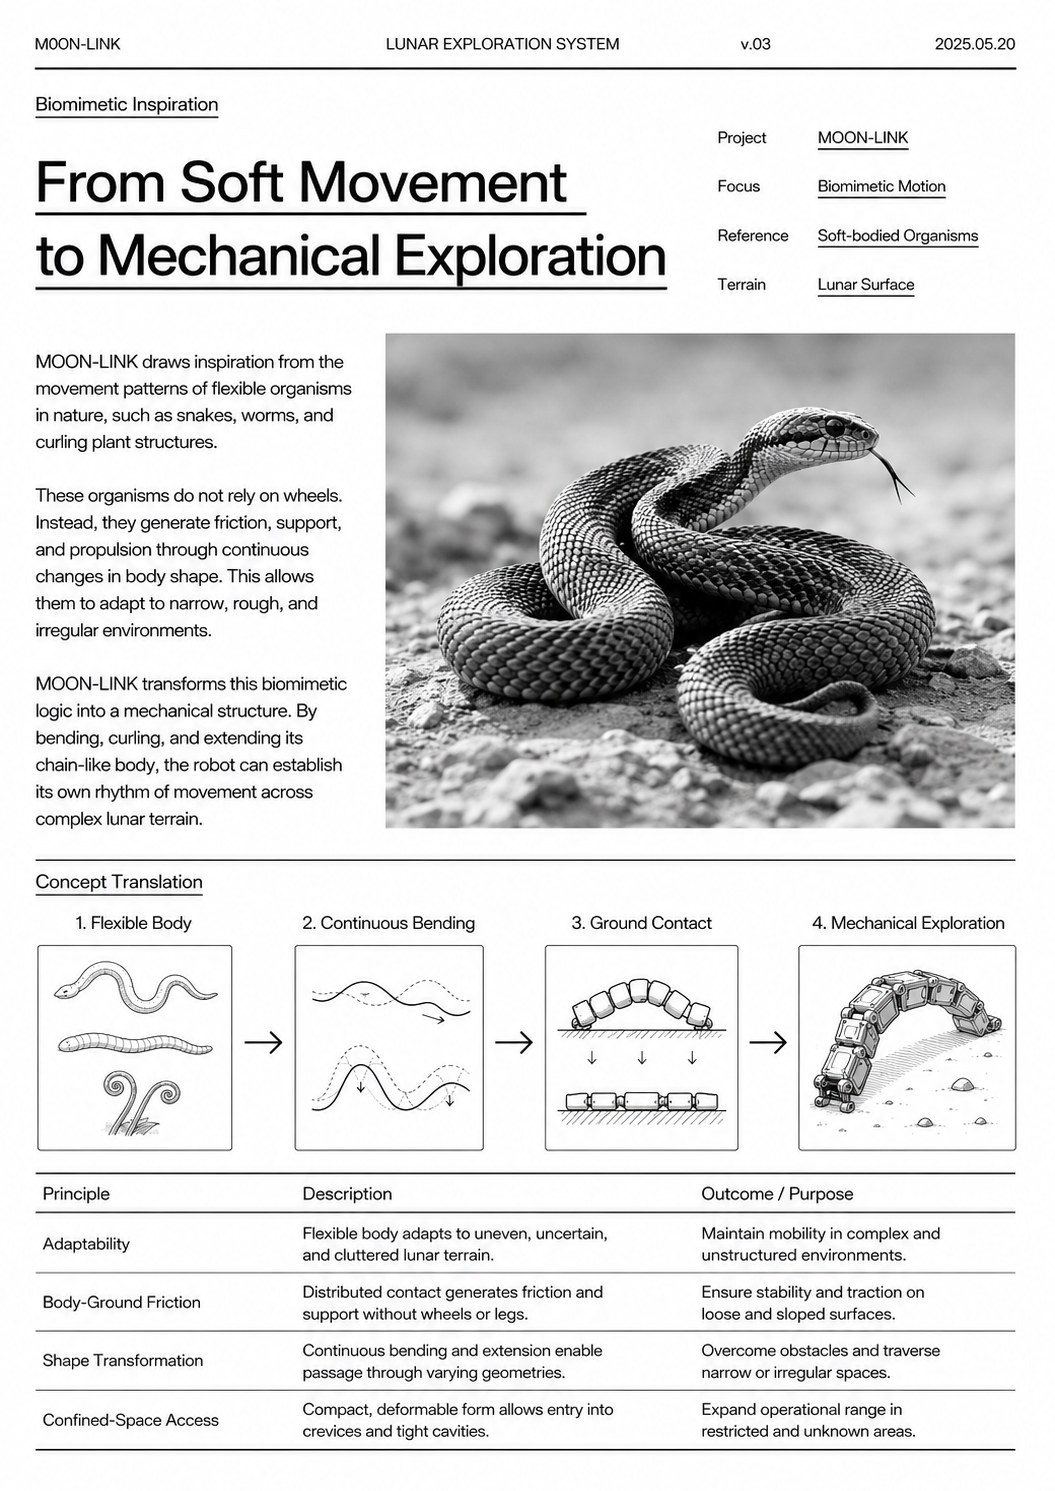 M00N-LINK
LUNAR EXPLORATION SYSTEM
v.03
2025.05.20
Biomimetic Inspiration
From Soft Movement
to Mechanical Exploration
Project MOON-LINK
Focus Biomimetic Motion
Reference Soft-bodied Organisms
Terrain Lunar Surface
MOON-LINK draws inspiration from the
movement patterns of flexible organisms
in nature, such as snakes, worms, and
curling plant structures.
These organisms do not rely on wheels.
Instead, they generate friction, support,
and propulsion through continuous
changes in body shape. This allows
them to adapt to narrow, rough, and
irregular environments.
MOON-LINK transforms this biomimetic
logic into a mechanical structure. By
bending, curling, and extending its
chain-like body, the robot can establish
its own rhythm of movement across
complex lunar terrain.
Concept Translation
1. Flexible Body
2. Continuous Bending
3. Ground Contact
4. Mechanical Exploration
Principle
Description
Outcome / Purpose
Adaptability
Flexible body adapts to uneven, uncertain,
and cluttered lunar terrain.
Maintain mobility in complex and
unstructured environments.
Body-Ground Friction
Distributed contact generates friction and
support without wheels or legs.
Ensure stability and traction on
loose and sloped surfaces.
Shape Transformation
Continuous bending and extension enable
passage through varying geometries.
Overcome obstacles and traverse
narrow or irregular spaces.
Confined-Space Access
Compact, deformable form allows entry into
crevices and tight cavities.
Expand operational range in
restricted and unknown areas.